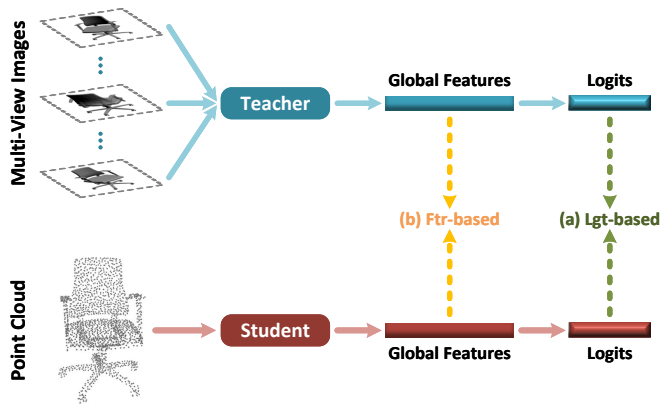 Multi-View Images
Teacher
Global Features
Logits
(b) Ftr-based
(a) Lgt-based
Point Cloud
Student
Global Features
Logits